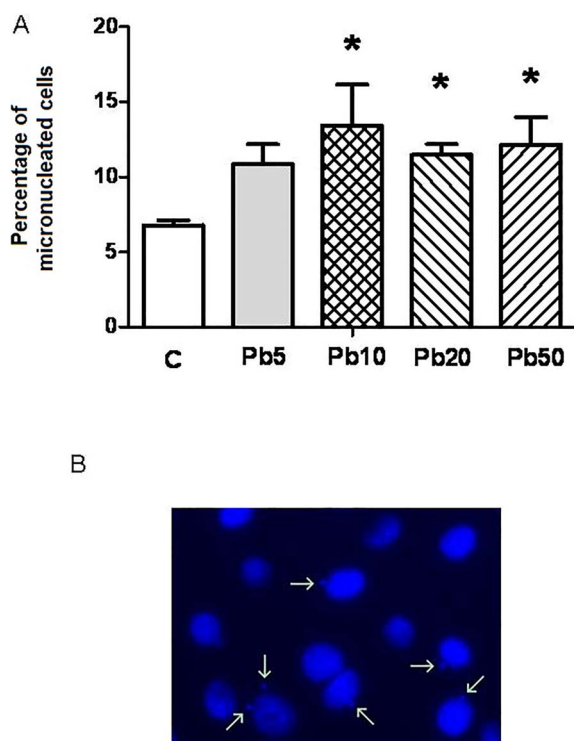 A
Percentage of
micronucleated cells
20
15
10
5
0
* * *
C Pb5 Pb10 Pb20 Pb50
B